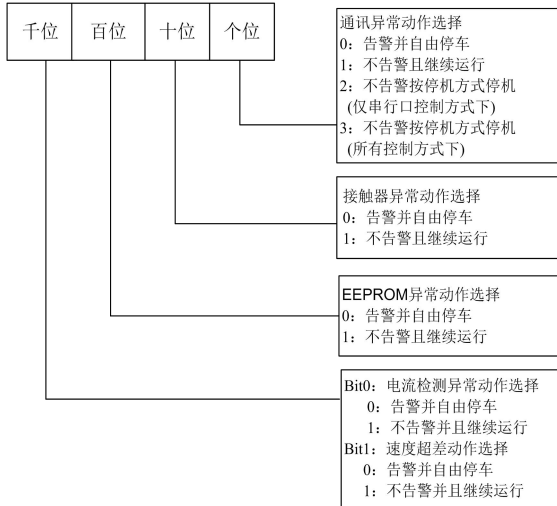 千位 百位 十位 个位
通讯异常动作选择
0：告警并自由停车
1：不告警且继续运行
2：不告警按停机方式停机
(仅串行口控制方式下)
3：不告警按停机方式停机
(所有控制方式下)
接触器异常动作选择
0：告警并自由停车
1：不告警且继续运行
EEPROM异常动作选择
0：告警并自由停车
1：不告警且继续运行
Bit0：电流检测异常动作选择
0：告警并自由停车
1：不告警并且继续运行
Bit1：速度超差动作选择
0：告警并自由停车
1：不告警并且继续运行